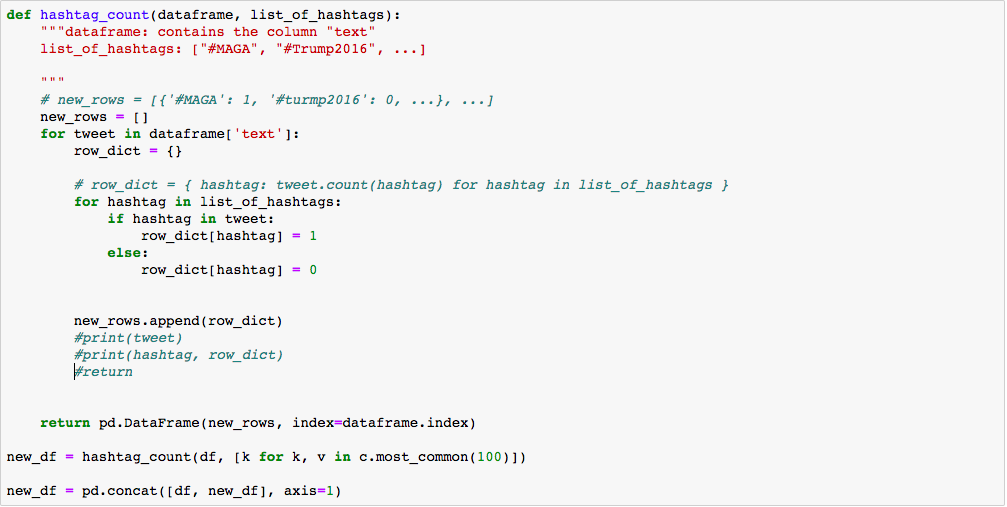 def hashtag_count(dataframe, list_of_hashtags):
    """dataframe: contains the column "text"
    list_of_hashtags: ["#MAGA", "#Trump2016", ...]
    """
    # new_rows = [{'#MAGA': 1, '#turmp2016': 0, ...}, ...]
    new_rows = []
    for tweet in dataframe['text']:
        row_dict = {}
        # row_dict = { hashtag: tweet.count(hashtag) for hashtag in list_of_hashtags }
        for hashtag in list_of_hashtags:
            if hashtag in tweet:
                row_dict[hashtag] = 1
            else:
                row_dict[hashtag] = 0
        new_rows.append(row_dict)
        #print(tweet)
        #print(hashtag, row_dict)
        #return
    return pd.DataFrame(new_rows, index=dataframe.index)
new_df = hashtag_count(df, [k for k, v in c.most_common(100)])
new_df = pd.concat([df, new_df], axis=1)